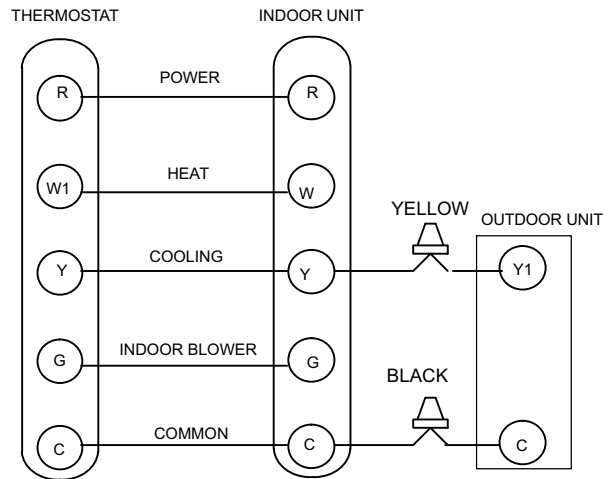 THERMOSTAT
INDOOR UNIT
POWER
R
R
HEAT
W1
W
YELLOW
OUTDOOR UNIT
COOLING
Y
Y
Y1
INDOOR BLOWER
G
G
BLACK
COMMON
C
C
C